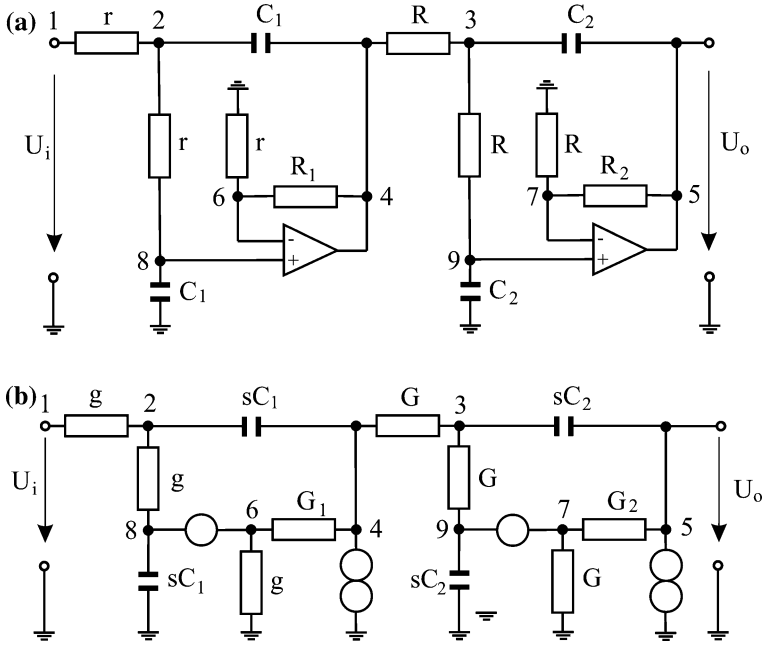 (a) 1 r 2 C₁ R 3 C₂
Uᵢ r r R R Uₒ
R₁ R₂
6 4 7 5
- -
8 + 9 +
C₁ C₂
(b) 1 g 2 sC₁ G 3 sC₂
Uᵢ g G Uₒ
6 G₁ 7 G₂
8 4 9 5
sC₁ g sC₂ G